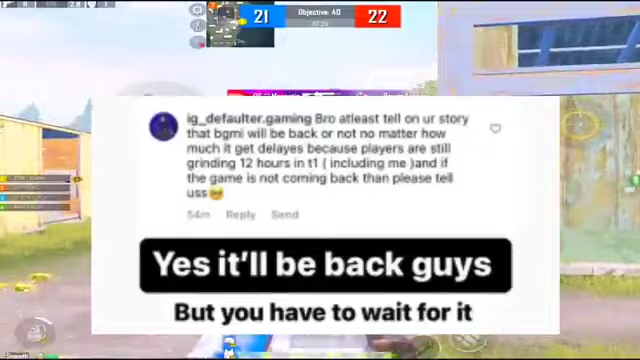 21
Objective: 40
22
ig_defaulter.gaming Bro atleast tell on ur story
that bgmi will be back or not no matter how
much it get delayes because players are still
grinding 12 hours in t1 ( including me )and if
the game is not coming back than please tell
uss🥹
54m Reply Send
Yes it'll be back guys
But you have to wait for it